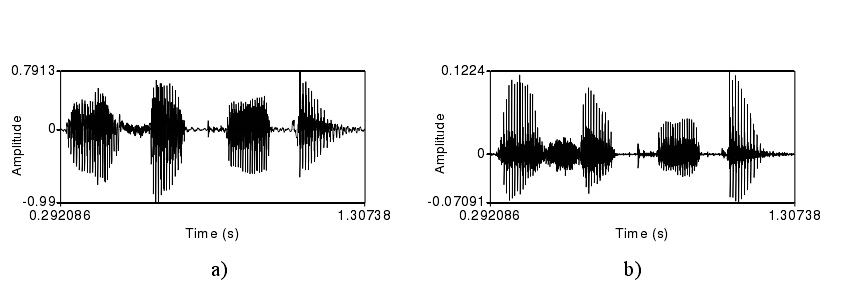 0.7913
0
-0.99
0.292086
1.30738
Amplitude
Time (s)
a)
0.1224
0
-0.07091
0.292086
1.30738
Amplitude
Time (s)
b)